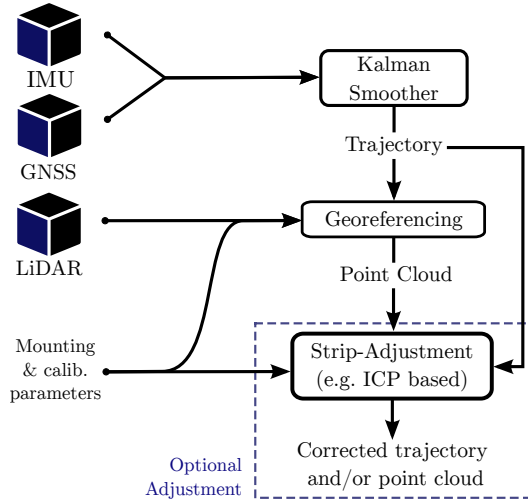 IMU
Kalman
Smoother
GNSS
Trajectory
LiDAR
Georeferencing
Point Cloud
Mounting
& calib.
parameters
Strip-Adjustment
(e.g. ICP based)
Optional
Adjustment
Corrected trajectory
and/or point cloud